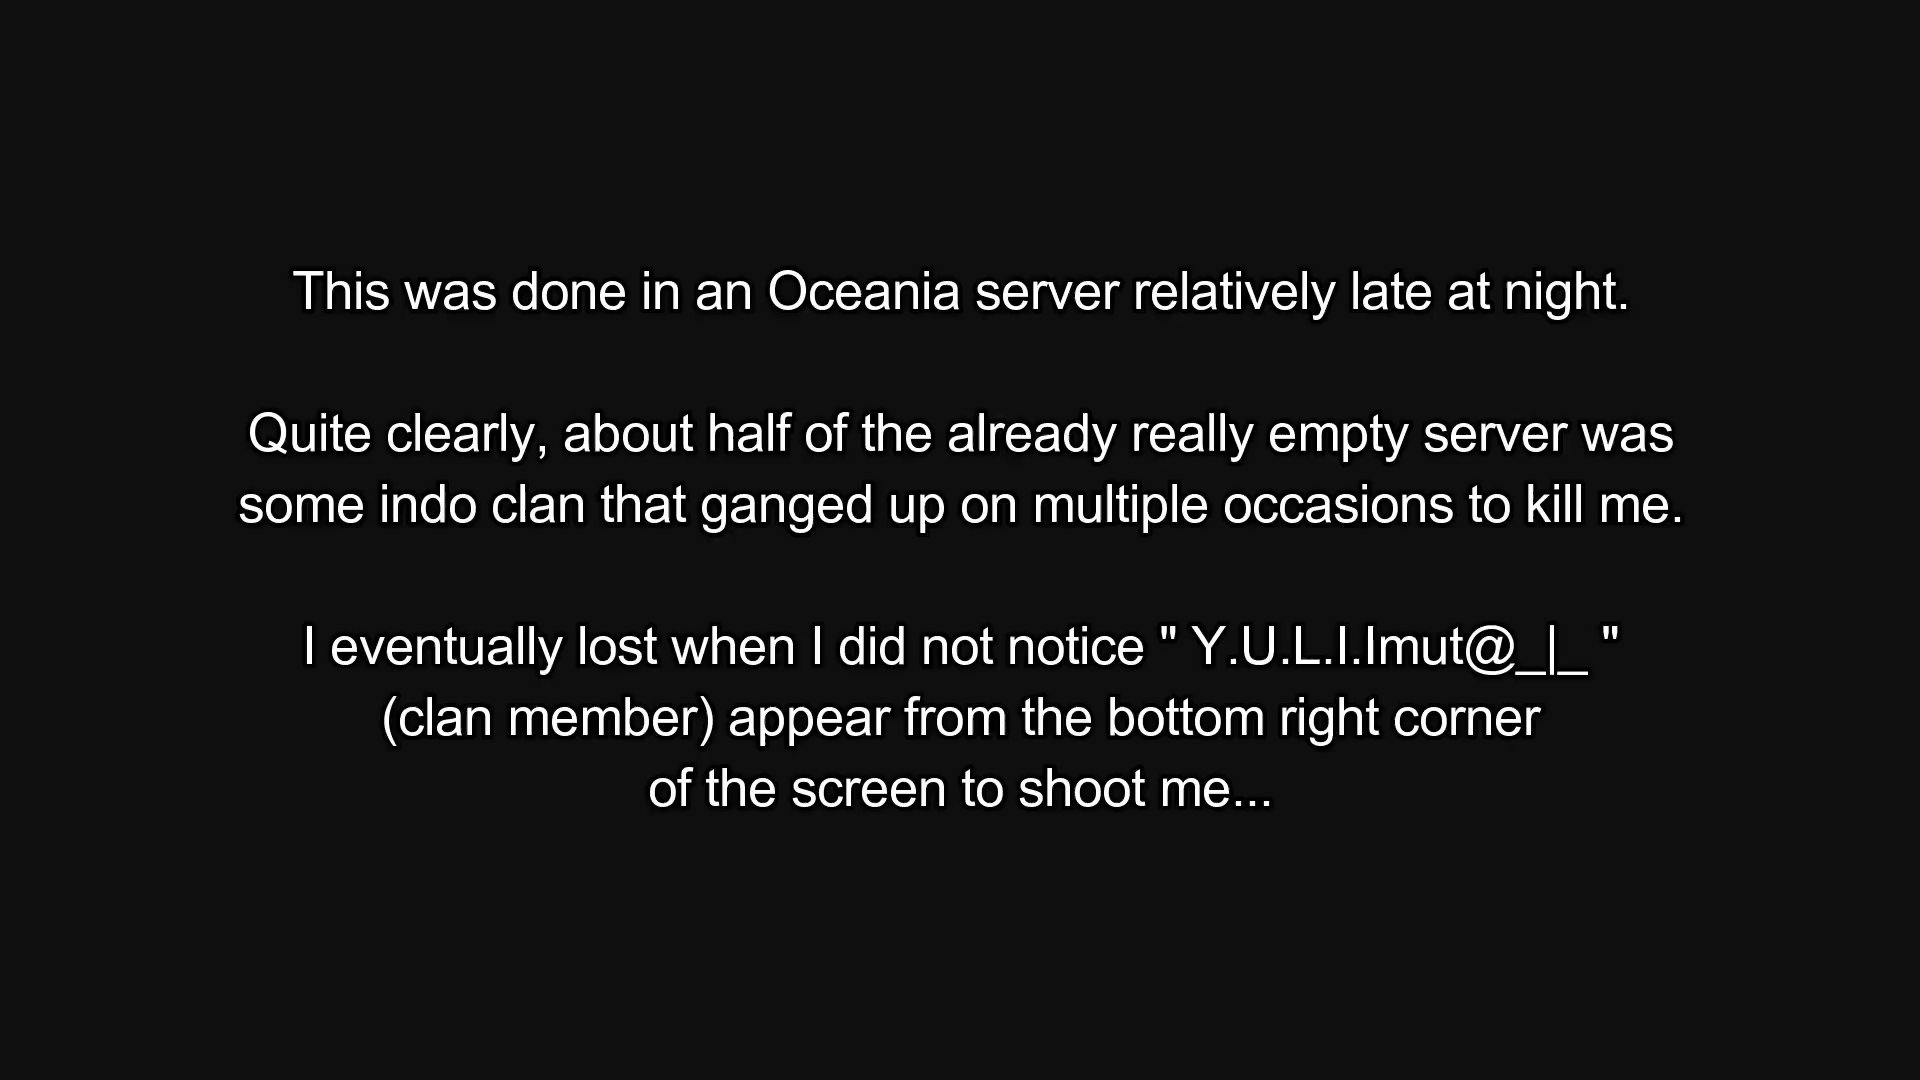 This was done in an Oceania server relatively late at night.
Quite clearly, about half of the already really empty server was
some indo clan that ganged up on multiple occasions to kill me.
I eventually lost when I did not notice " Y.U.L.I.Imut@_|_ "
(clan member) appear from the bottom right corner
of the screen to shoot me...